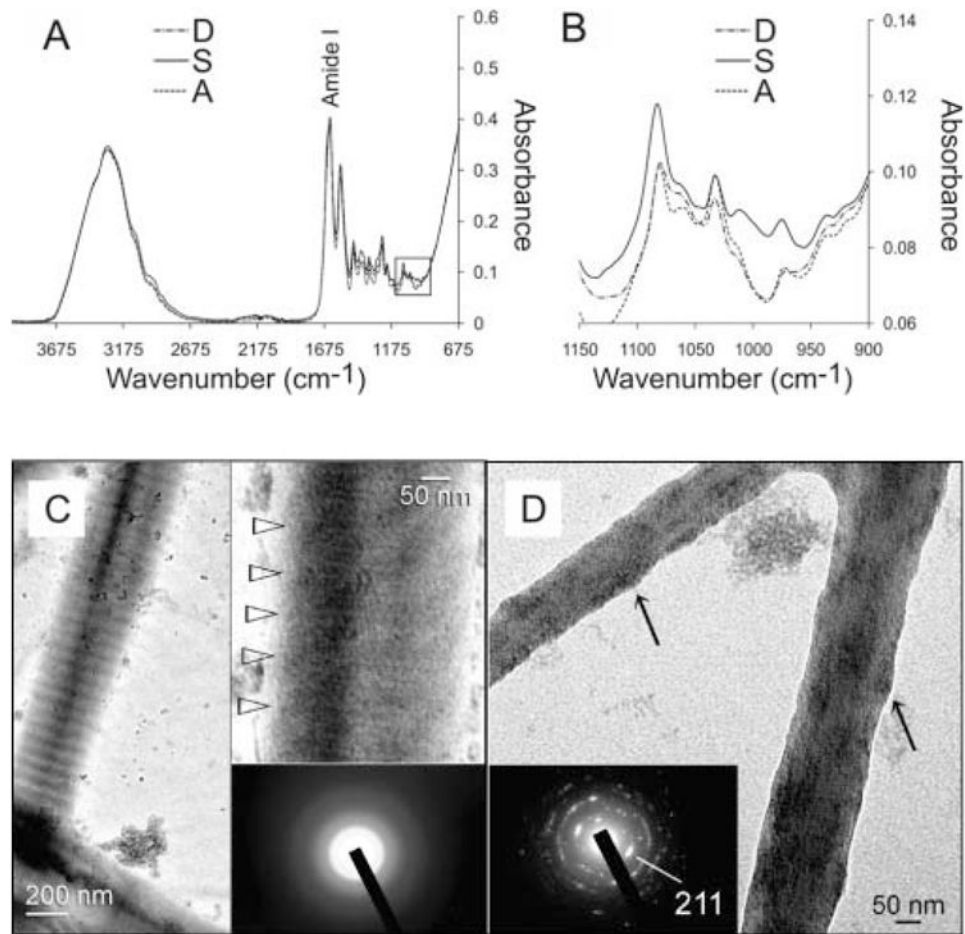 A
D
S
A
Amide I
0.6
0.5
0.4
0.3
0.2
0.1
0
Absorbance
3675 3175 2675 2175 1675 1175 675
Wavenumber (cm-1)
B
D
S
A
0.14
0.12
0.10
0.08
0.06
Absorbance
1150 1100 1050 1000 950 900
Wavenumber (cm-1)
C
200 nm
50 nm
D
211
50 nm